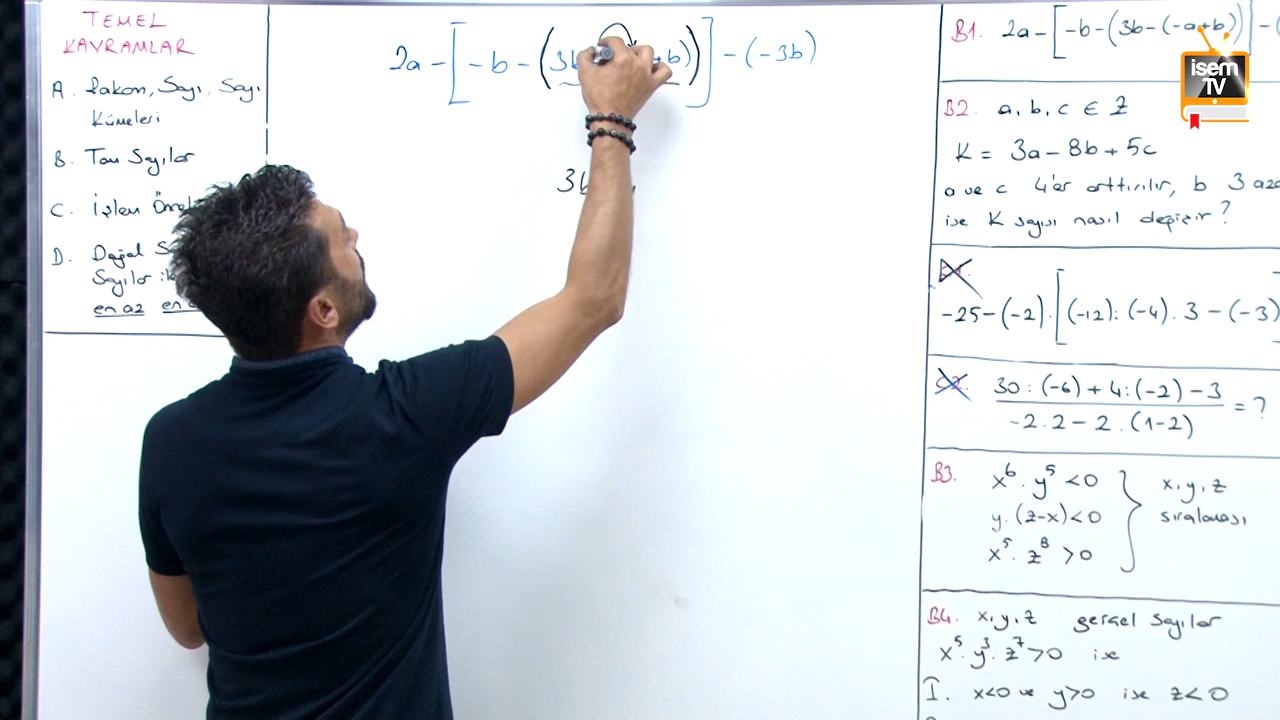 TEMEL
KAVRAMLAR
A. Rakam, Sayı, Sayı
Kümeleri
B. Tam Sayılar
C. İşlem
D. Doğal
Sayılar
en az en
2a - [ -b - (3b +b) ) ] - (-3b)
3b
B1. 2a - [ -b - (3b - (-a+b) ) ] - (
isem
TV
B2. a, b, c ∈ Z
K = 3a - 8b + 5c
a ve c 4'er arttırılır, b 3 aza
ise K sayısı nasıl değişir?
-25 - (-2) . [ (-12) : (-4) . 3 - (-3)
30 : (-6) + 4 : (-2) - 3
-2 . 2 - 2 . (1-2)
= ?
B3. x⁶ . y⁵ < 0
y . (z-x) < 0
x⁵ . z⁸ > 0
x, y, z
sıralaması
B4. x, y, z gerçel sayılar
x⁵ . y³ . z⁷ > 0 ise
I. x<0 ve y>0 ise z<0